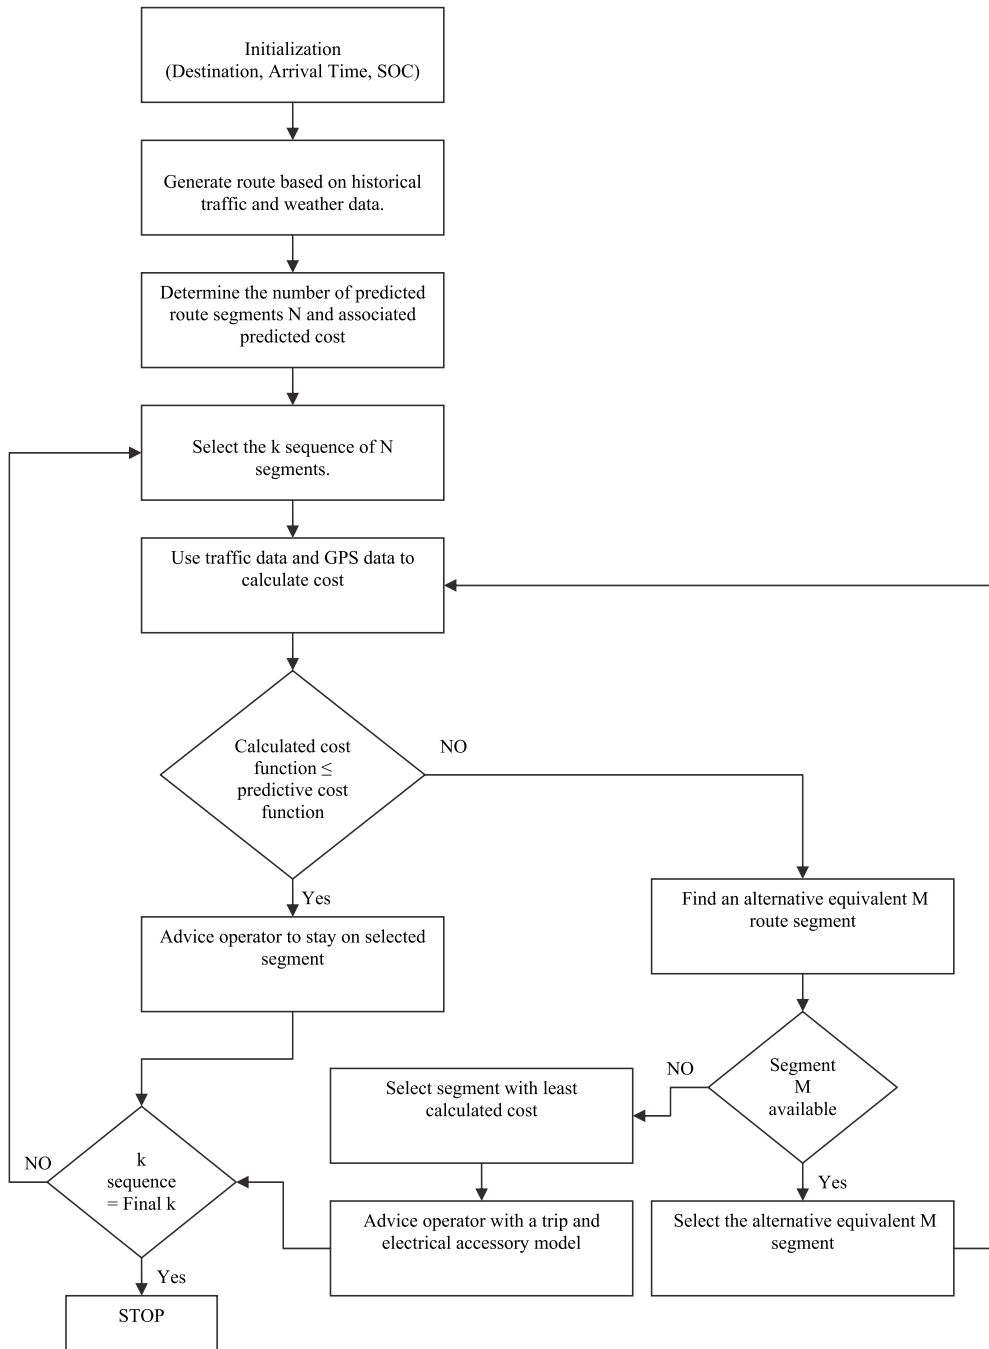 Initialization
(Destination, Arrival Time, SOC)
Generate route based on historical
traffic and weather data.
Determine the number of predicted
route segments N and associated
predicted cost
Select the k sequence of N
segments.
Use traffic data and GPS data to
calculate cost
Calculated cost
function ≤
predictive cost
function
NO
Yes
Advice operator to stay on selected
segment
Find an alternative equivalent M
route segment
Segment
M
available
NO
Yes
Select segment with least
calculated cost
Advice operator with a trip and
electrical accessory model
Select the alternative equivalent M
segment
k
sequence
= Final k
NO
Yes
STOP